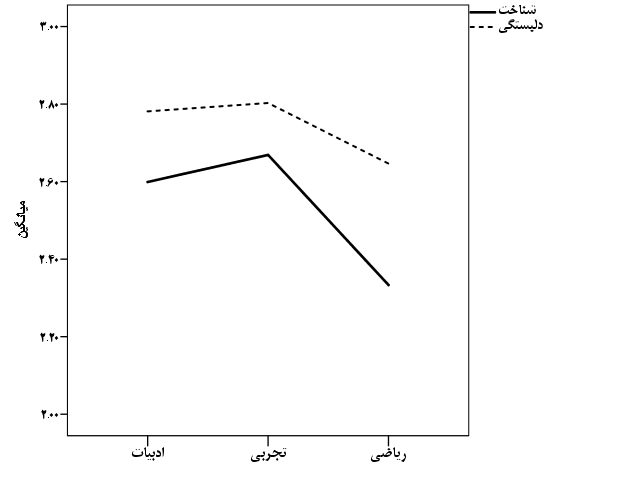 شناخت
دلبستگی
۳.۰۰
۲.۸۰
۲.۶۰
۲.۴۰
۲.۲۰
۲.۰۰
میانگین
ادبیات تجربی ریاضی